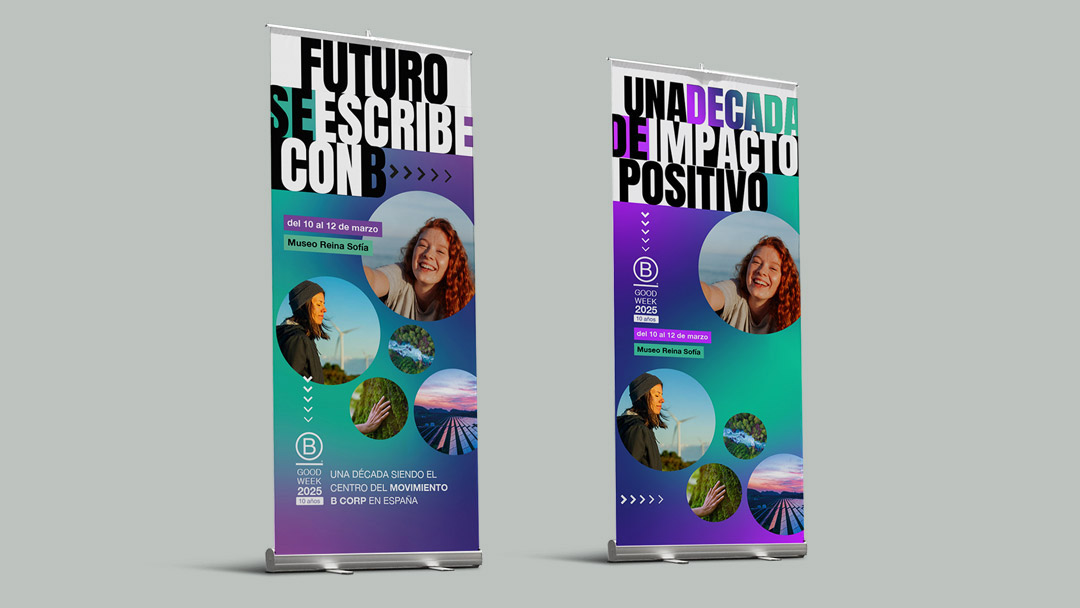 FUTURO
SE ESCRIBE
CON B >>>>>
del 10 al 12 de marzo
Museo Reina Sofía
B
GOOD
WEEK
2025
10 años
UNA DÉCADA SIENDO EL
CENTRO DEL MOVIMIENTO
B CORP EN ESPAÑA
UNA DECADA
DE IMPACTO
POSITIVO
B
GOOD
WEEK
2025
10 años
del 10 al 12 de marzo
Museo Reina Sofía
>>>>>